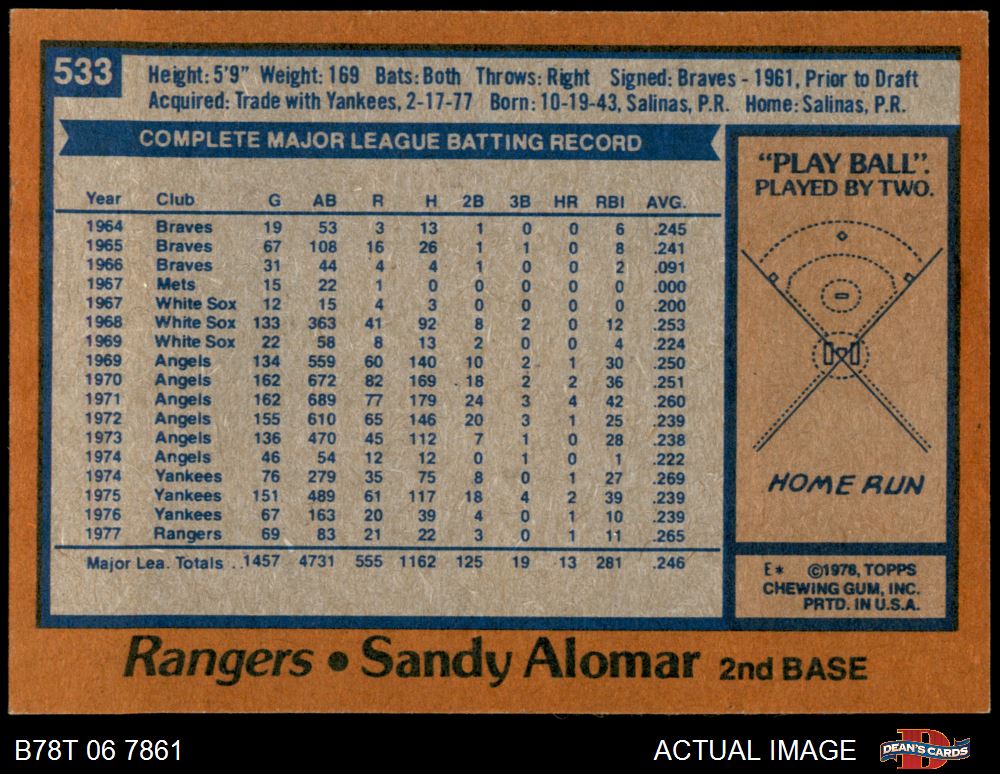 533
Height: 5'9" Weight: 169 Bats: Both Throws: Right Signed: Braves - 1961, Prior to Draft
Acquired: Trade with Yankees, 2-17-77 Born: 10-19-43, Salinas, P.R. Home: Salinas, P.R.
COMPLETE MAJOR LEAGUE BATTING RECORD
Year Club G AB R H 2B 3B HR RBI AVG.
1964 Braves 19 53 3 13 1 0 0 6 .245
1965 Braves 67 108 16 26 1 1 0 8 .241
1966 Braves 31 44 4 4 1 0 0 2 .091
1967 Mets 15 22 1 0 0 0 0 0 .000
1967 White Sox 12 15 4 3 0 0 0 0 .200
1968 White Sox 133 363 41 92 8 2 0 12 .253
1969 White Sox 22 58 8 13 2 0 0 4 .224
1969 Angels 134 559 60 140 10 2 1 30 .250
1970 Angels 162 672 82 169 18 2 2 36 .251
1971 Angels 162 689 77 179 24 3 4 42 .260
1972 Angels 155 610 65 146 20 3 1 25 .239
1973 Angels 136 470 45 112 7 1 0 28 .238
1974 Angels 46 54 12 12 0 1 0 1 .222
1974 Yankees 76 279 35 75 8 0 1 27 .269
1975 Yankees 151 489 61 117 18 4 2 39 .239
1976 Yankees 67 163 20 39 4 0 1 10 .239
1977 Rangers 69 83 21 22 3 0 1 11 .265
Major Lea. Totals ..1457 4731 555 1162 125 19 13 281 .246
"PLAY BALL".
PLAYED BY TWO.
HOME RUN
E* ©1978, TOPPS
CHEWING GUM, INC.
PRTD. IN U.S.A.
Rangers • Sandy Alomar 2nd BASE
B78T 06 7861
ACTUAL IMAGE
DEAN'S CARDS